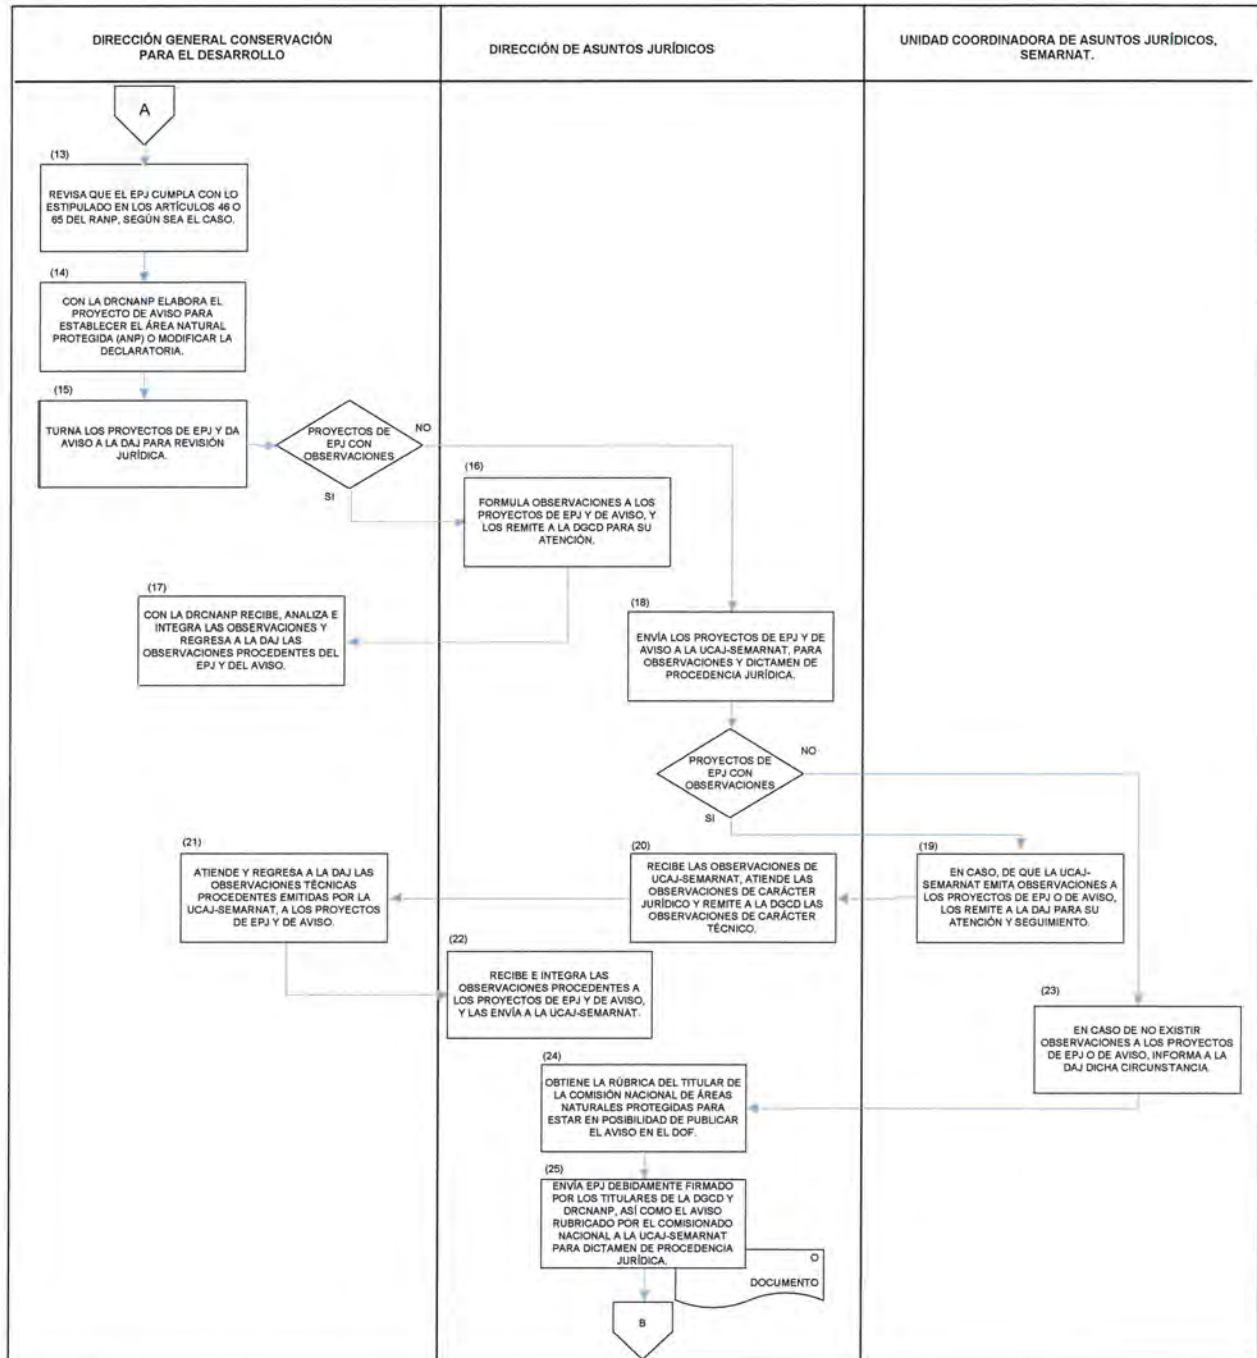 DIRECCIÓN GENERAL CONSERVACIÓN
PARA EL DESARROLLO
DIRECCIÓN DE ASUNTOS JURÍDICOS
UNIDAD COORDINADORA DE ASUNTOS JURÍDICOS,
SEMARNAT.
A
(13)
REVISA QUE EL EPJ CUMPLA CON LO
ESTIPULADO EN LOS ARTÍCULOS 46 O
65 DEL RANP, SEGÚN SEA EL CASO.
(14)
CON LA DRCNANP ELABORA EL
PROYECTO DE AVISO PARA
ESTABLECER EL ÁREA NATURAL
PROTEGIDA (ANP) O MODIFICAR LA
DECLARATORIA.
(15)
TURNA LOS PROYECTOS DE EPJ Y DA
AVISO A LA DAJ PARA REVISIÓN
JURÍDICA.
PROYECTOS DE
EPJ CON
OBSERVACIONES
NO
SI
(16)
FORMULA OBSERVACIONES A LOS
PROYECTOS DE EPJ Y DE AVISO, Y
LOS REMITE A LA DGCD PARA SU
ATENCIÓN.
(17)
CON LA DRCNANP RECIBE, ANALIZA E
INTEGRA LAS OBSERVACIONES Y
REGRESA A LA DAJ LAS
OBSERVACIONES PROCEDENTES DEL
EPJ Y DEL AVISO.
(18)
ENVÍA LOS PROYECTOS DE EPJ Y DE
AVISO A LA UCAJ-SEMARNAT, PARA
OBSERVACIONES Y DICTAMEN DE
PROCEDENCIA JURÍDICA.
PROYECTOS DE
EPJ CON
OBSERVACIONES
NO
SI
(19)
EN CASO, DE QUE LA UCAJ-
SEMARNAT EMITA OBSERVACIONES A
LOS PROYECTOS DE EPJ O DE AVISO,
LOS REMITE A LA DAJ PARA SU
ATENCIÓN Y SEGUIMIENTO.
(20)
RECIBE LAS OBSERVACIONES DE
UCAJ-SEMARNAT, ATIENDE LAS
OBSERVACIONES DE CARÁCTER
JURÍDICO Y REMITE A LA DGCD LAS
OBSERVACIONES DE CARÁCTER
TÉCNICO.
(21)
ATIENDE Y REGRESA A LA DAJ LAS
OBSERVACIONES TÉCNICAS
PROCEDENTES EMITIDAS POR LA
UCAJ-SEMARNAT, A LOS PROYECTOS
DE EPJ Y DE AVISO.
(22)
RECIBE E INTEGRA LAS
OBSERVACIONES PROCEDENTES A
LOS PROYECTOS DE EPJ Y DE AVISO,
Y LAS ENVÍA A LA UCAJ-SEMARNAT.
(23)
EN CASO DE NO EXISTIR
OBSERVACIONES A LOS PROYECTOS
DE EPJ O DE AVISO, INFORMA A LA
DAJ DICHA CIRCUNSTANCIA.
(24)
OBTIENE LA RÚBRICA DEL TITULAR DE
LA COMISIÓN NACIONAL DE ÁREAS
NATURALES PROTEGIDAS PARA
ESTAR EN POSIBILIDAD DE PUBLICAR
EL AVISO EN EL DOF.
(25)
ENVÍA EPJ DEBIDAMENTE FIRMADO
POR LOS TITULARES DE LA DGCD Y
DRCNANP, ASÍ COMO EL AVISO
RUBRICADO POR EL COMISIONADO
NACIONAL A LA UCAJ-SEMARNAT
PARA DICTAMEN DE PROCEDENCIA
JURÍDICA.
O
DOCUMENTO
B